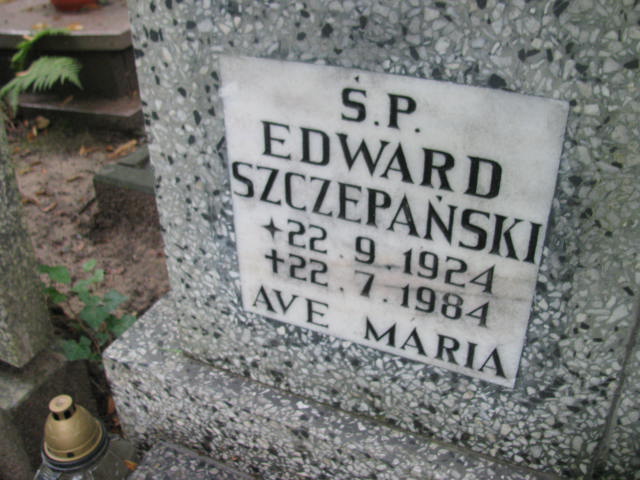 Ś.P.
EDWARD
SZCZEPAŃSKI
✦22.9.1924
✝22.7.1984
AVE MARIA